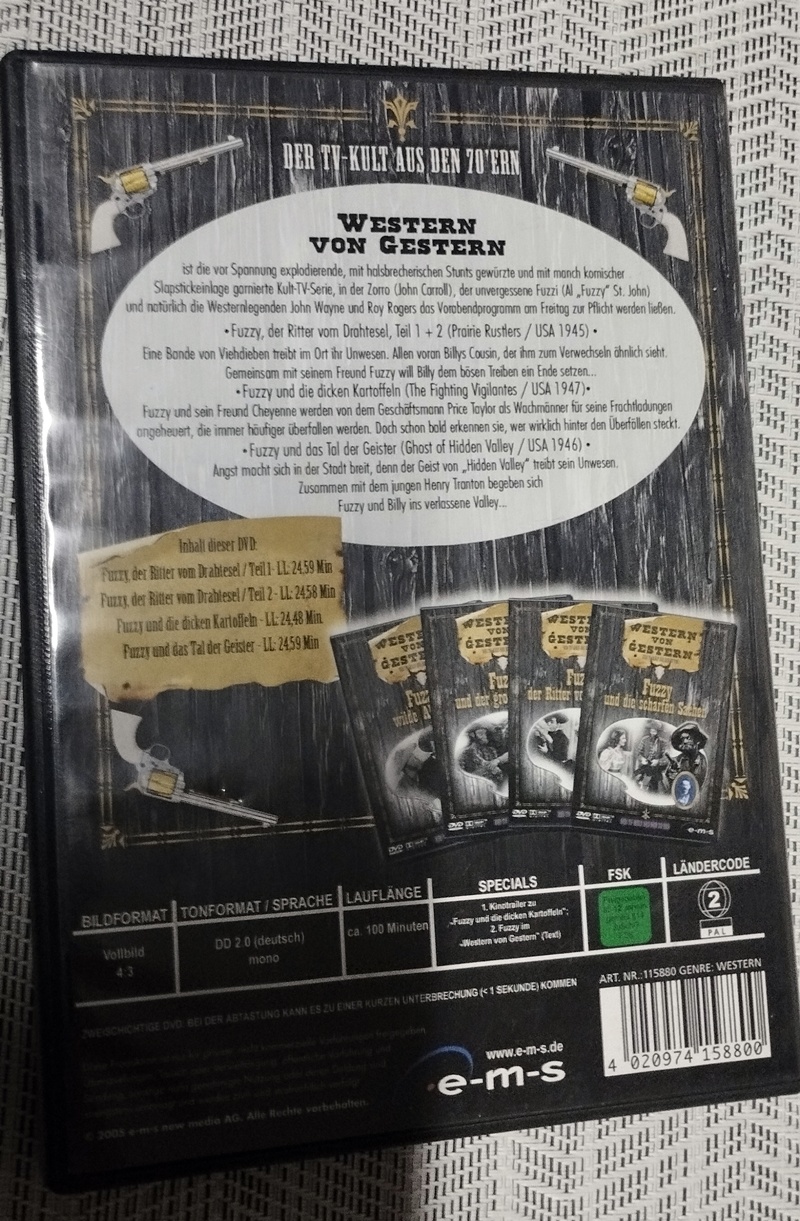 DER TV-KULT AUS DEN 70'ERN
WESTERN
VON GESTERN
ist die vor Spannung explodierende, mit halsbrecherischen Stunts gewürzte und mit manch komischer
Slapstickeinlage garnierte Kult-TV-Serie, in der Zorro (John Carroll), der unvergessene Fuzzi (Al „Fuzzy" St. John)
und natürlich die Westernlegenden John Wayne und Roy Rogers das Vorabendprogramm am Freitag zur Pflicht werden ließen.
• Fuzzy, der Ritter vom Drahtesel, Teil 1 + 2 (Prairie Rustlers / USA 1945) •
Eine Bande von Viehdieben treibt im Ort ihr Unwesen. Allen voran Billys Cousin, der ihm zum Verwechseln ähnlich sieht.
Gemeinsam mit seinem Freund Fuzzy will Billy dem bösen Treiben ein Ende setzen...
• Fuzzy und die dicken Kartoffeln (The Fighting Vigilantes / USA 1947) •
Fuzzy und sein Freund Cheyenne werden von dem Geschäftsmann Price Taylor als Wachmänner für seine Frachtladungen
angeheuert, die immer häufiger überfallen werden. Doch schon bald erkennen sie, wer wirklich hinter den Überfällen steckt.
• Fuzzy und das Tal der Geister (Ghost of Hidden Valley / USA 1946) •
Angst macht sich in der Stadt breit, denn der Geist von „Hidden Valley" treibt sein Unwesen.
Zusammen mit dem jungen Henry Tranton begeben sich
Fuzzy und Billy ins verlassene Valley...
Inhalt dieser DVD:
Fuzzy, der Ritter vom Drahtesel / Teil 1 - LL: 24,59 Min
Fuzzy, der Ritter vom Drahtesel / Teil 2 - LL: 24,58 Min
Fuzzy und die dicken Kartoffeln - LL: 24,48 Min
Fuzzy und das Tal der Geister - LL: 24,59 Min
WESTERN
VON
GESTERN
Fuzzy
und die scharfen Sachen
e-m-s
BILDFORMAT
Vollbild
4:3
TONFORMAT / SPRACHE
DD 2.0 (deutsch)
mono
LAUFLÄNGE
ca. 100 Minuten
SPECIALS
1. Kinotrailer zu
„Fuzzy und die dicken Kartoffeln";
2. Fuzzy im
„Western von Gestern" (Text)
FSK
LÄNDERCODE
2
PAL
ZWEISCHICHTIGE DVD: BEI DER ABTASTUNG KANN ES ZU EINER KURZEN UNTERBRECHUNG (< 1 SEKUNDE) KOMMEN
ART. NR.:115880 GENRE: WESTERN
www.e-m-s.de
e-m-s
4 020974 158800
© 2005 e-m-s new media AG. Alle Rechte vorbehalten.